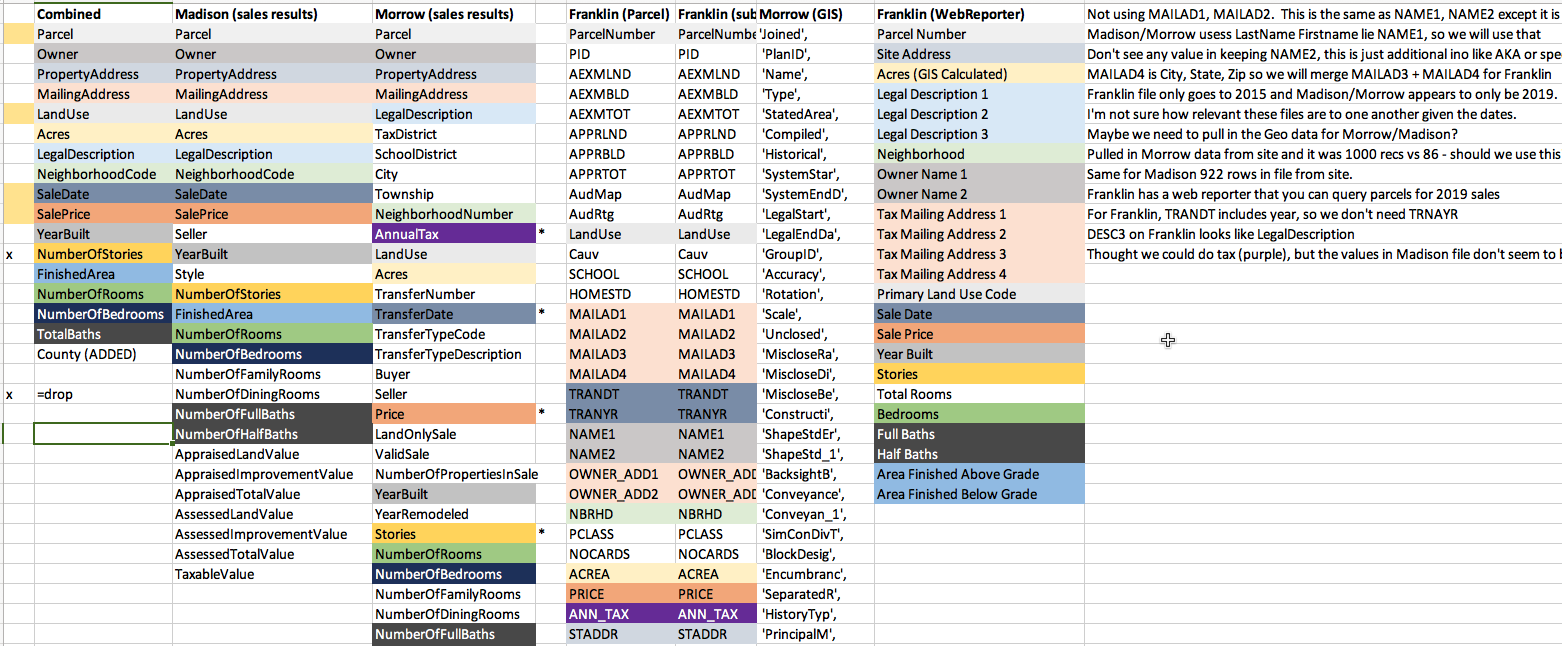 Combined Madison (sales results) Morrow (sales results) Franklin (Parcel) Franklin (sub Morrow (GIS) Franklin (WebReporter) Not using MAILAD1, MAILAD2. This is the same as NAME1, NAME2 except it is
Parcel Parcel Parcel ParcelNumber ParcelNumbe 'Joined', Parcel Number Madison/Morrow usess LastName Firstname lie NAME1, so we will use that
Owner Owner Owner PID PID 'PlanID', Site Address Don't see any value in keeping NAME2, this is just additional ino like AKA or spe
PropertyAddress PropertyAddress PropertyAddress AEXMLND AEXMLND 'Name', Acres (GIS Calculated) MAILAD4 is City, State, Zip so we will merge MAILAD3 + MAILAD4 for Franklin
MailingAddress MailingAddress MailingAddress AEXMBLD AEXMBLD 'Type', Legal Description 1 Franklin file only goes to 2015 and Madison/Morrow appears to only be 2019.
LandUse LandUse LegalDescription AEXMTOT AEXMTOT 'StatedArea', Legal Description 2 I'm not sure how relevant these files are to one another given the dates.
Acres Acres TaxDistrict APPRLND APPRLND 'Compiled', Legal Description 3 Maybe we need to pull in the Geo data for Morrow/Madison?
LegalDescription LegalDescription SchoolDistrict APPRBLD APPRBLD 'Historical', Neighborhood Pulled in Morrow data from site and it was 1000 recs vs 86 - should we use this
NeighborhoodCode NeighborhoodCode City APPRTOT APPRTOT 'SystemStar', Owner Name 1 Same for Madison 922 rows in file from site.
SaleDate SaleDate Township AudMap AudMap 'SystemEndD', Owner Name 2 Franklin has a web reporter that you can query parcels for 2019 sales
SalePrice SalePrice NeighborhoodNumber AudRtg AudRtg 'LegalStart', Tax Mailing Address 1 For Franklin, TRANDT includes year, so we don't need TRNAYR
YearBuilt Seller AnnualTax * LandUse LandUse 'LegalEndDa', Tax Mailing Address 2 DESC3 on Franklin looks like LegalDescription
x NumberOfStories YearBuilt LandUse Cauv Cauv 'GroupID', Tax Mailing Address 3 Thought we could do tax (purple), but the values in Madison file don't seem to b
FinishedArea Style Acres SCHOOL SCHOOL 'Accuracy', Tax Mailing Address 4
NumberOfRooms NumberOfStories TransferNumber HOMESTD HOMESTD 'Rotation', Primary Land Use Code
NumberOfBedrooms FinishedArea TransferDate * MAILAD1 MAILAD1 'Scale', Sale Date
TotalBaths NumberOfRooms TransferTypeCode MAILAD2 MAILAD2 'Unclosed', Sale Price
County (ADDED) NumberOfBedrooms TransferTypeDescription MAILAD3 MAILAD3 'MiscloseRa', Year Built
NumberOfFamilyRooms Buyer MAILAD4 MAILAD4 'MiscloseDi', Stories
x =drop NumberOfDiningRooms Seller TRANDT TRANDT 'MiscloseBe', Total Rooms
NumberOfFullBaths Price * TRANYR TRANYR 'Constructi', Bedrooms
NumberOfHalfBaths LandOnlySale NAME1 NAME1 'ShapeStdEr', Full Baths
AppraisedLandValue ValidSale NAME2 NAME2 'ShapeStd_1', Half Baths
AppraisedImprovementValue NumberOfPropertiesInSale OWNER_ADD1 OWNER_ADD 'BacksightB', Area Finished Above Grade
AppraisedTotalValue YearBuilt OWNER_ADD2 OWNER_ADD 'Conveyance', Area Finished Below Grade
AssessedLandValue YearRemodeled NBRHD NBRHD 'Conveyan_1',
AssessedImprovementValue Stories * PCLASS PCLASS 'SimConDivT',
AssessedTotalValue NumberOfRooms NOCARDS NOCARDS 'BlockDesig',
TaxableValue NumberOfBedrooms ACREA ACREA 'Encumbranc',
NumberOfFamilyRooms PRICE PRICE 'SeparatedR',
NumberOfDiningRooms ANN_TAX ANN_TAX 'HistoryTyp',
NumberOfFullBaths STADDR STADDR 'PrincipalM',